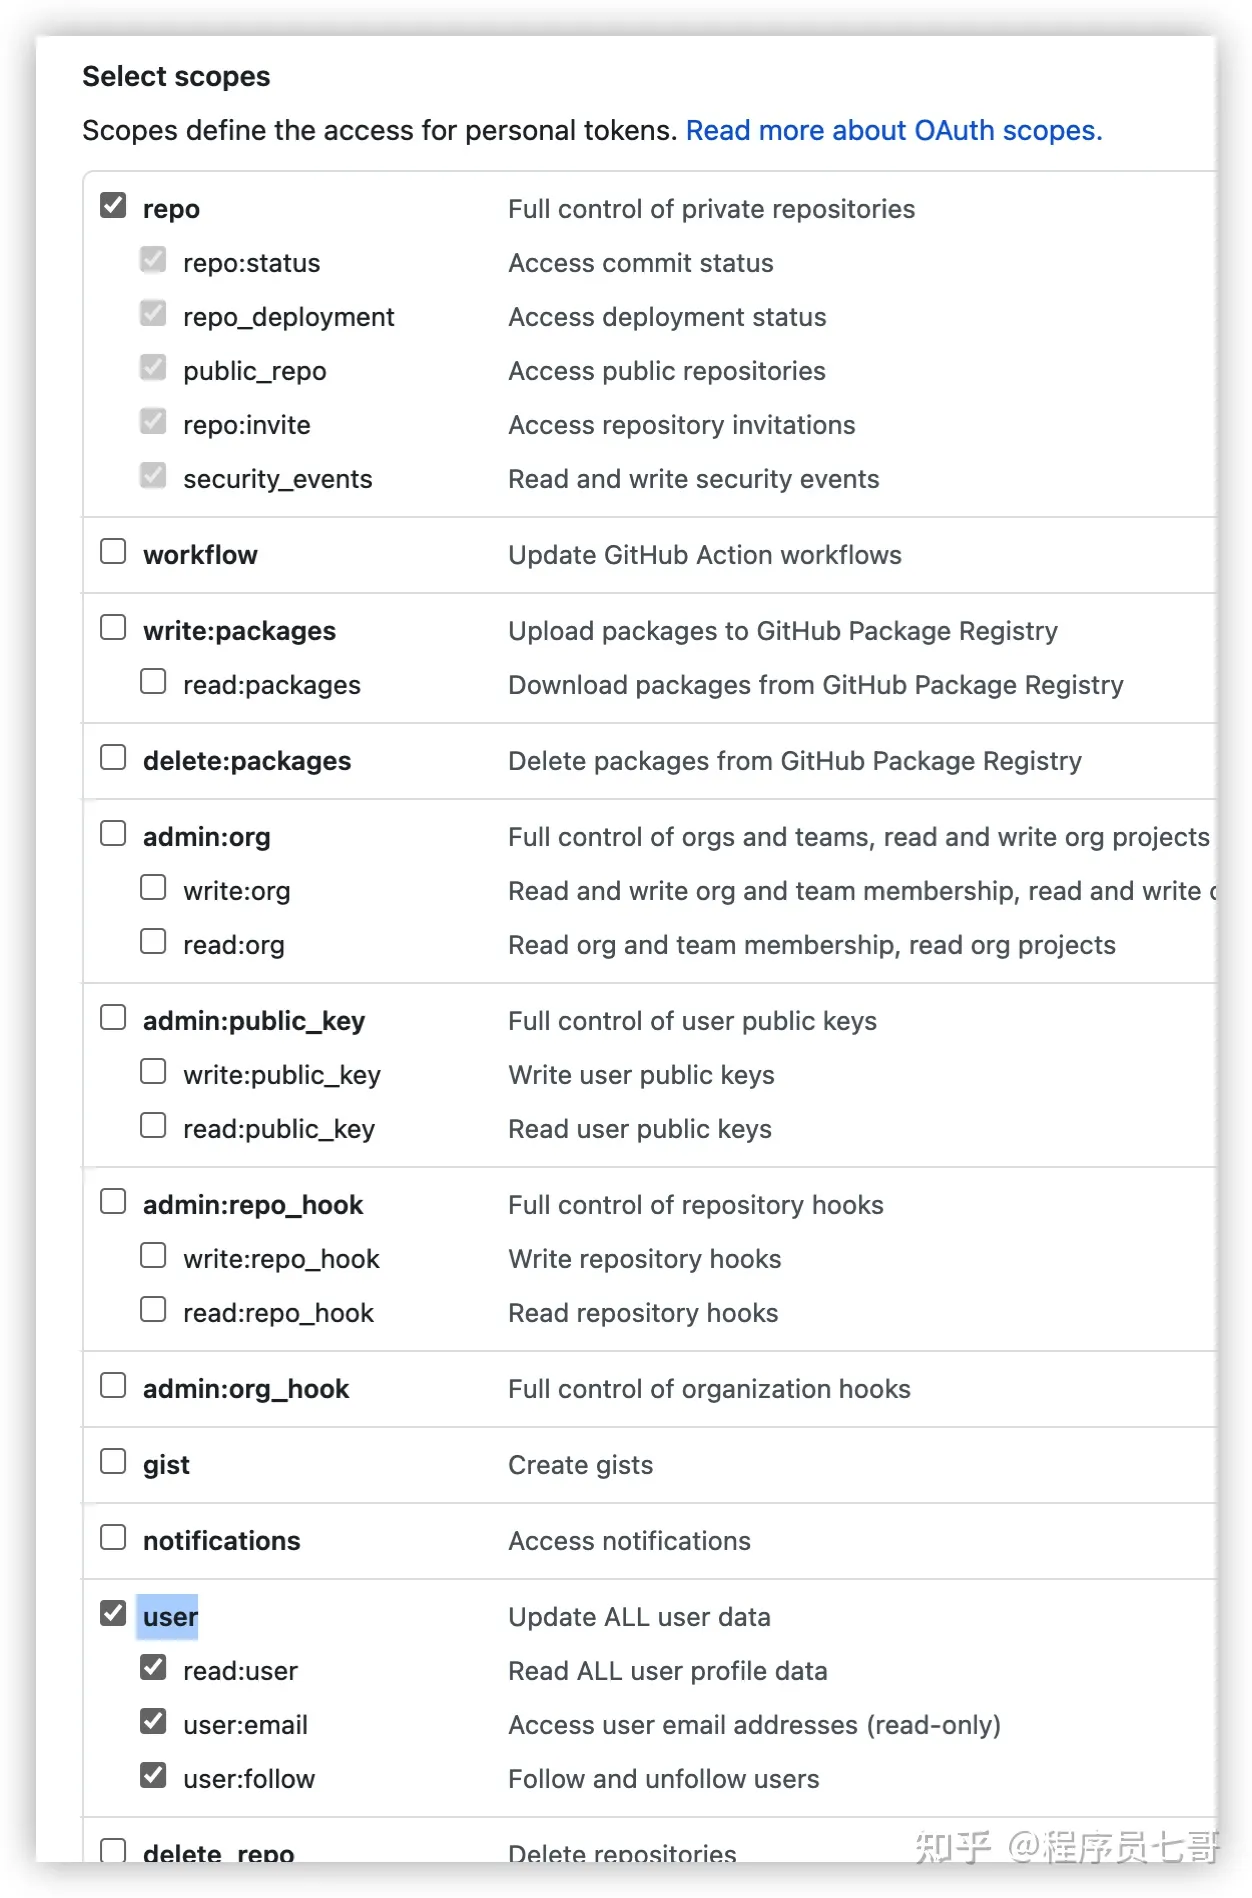 Select scopes
Scopes define the access for personal tokens. Read more about OAuth scopes.
repo Full control of private repositories
repo:status Access commit status
repo_deployment Access deployment status
public_repo Access public repositories
repo:invite Access repository invitations
security_events Read and write security events
workflow Update GitHub Action workflows
write:packages Upload packages to GitHub Package Registry
read:packages Download packages from GitHub Package Registry
delete:packages Delete packages from GitHub Package Registry
admin:org Full control of orgs and teams, read and write org projects
write:org Read and write org and team membership, read and write
read:org Read org and team membership, read org projects
admin:public_key Full control of user public keys
write:public_key Write user public keys
read:public_key Read user public keys
admin:repo_hook Full control of repository hooks
write:repo_hook Write repository hooks
read:repo_hook Read repository hooks
admin:org_hook Full control of organization hooks
gist Create gists
notifications Access notifications
user Update ALL user data
read:user Read ALL user profile data
user:email Access user email addresses (read-only)
user:follow Follow and unfollow users
delete_repo Delete repositories
知乎 @程序员七哥